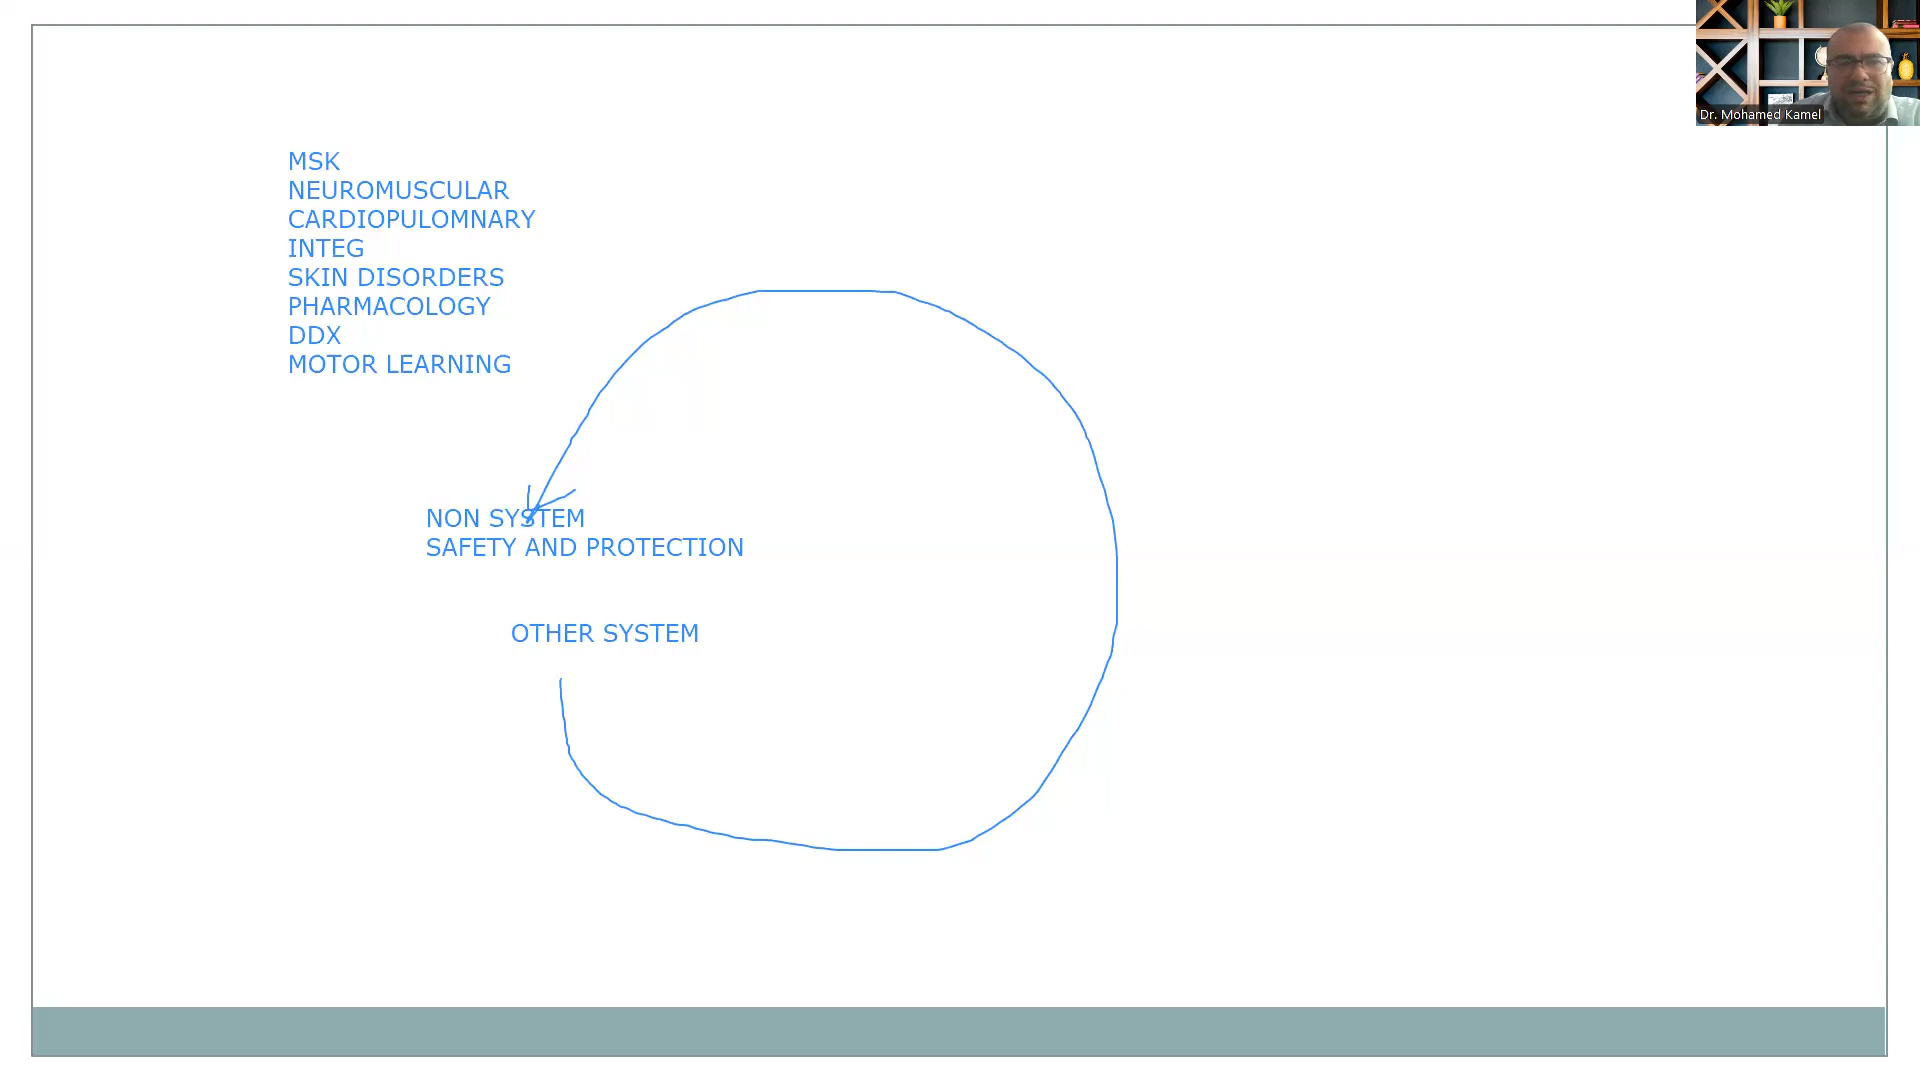 Dr. Mohamed Kamel
MSK
NEUROMUSCULAR
CARDIOPULOMNARY
INTEG
SKIN DISORDERS
PHARMACOLOGY
DDX
MOTOR LEARNING
NON SYSTEM
SAFETY AND PROTECTION
OTHER SYSTEM